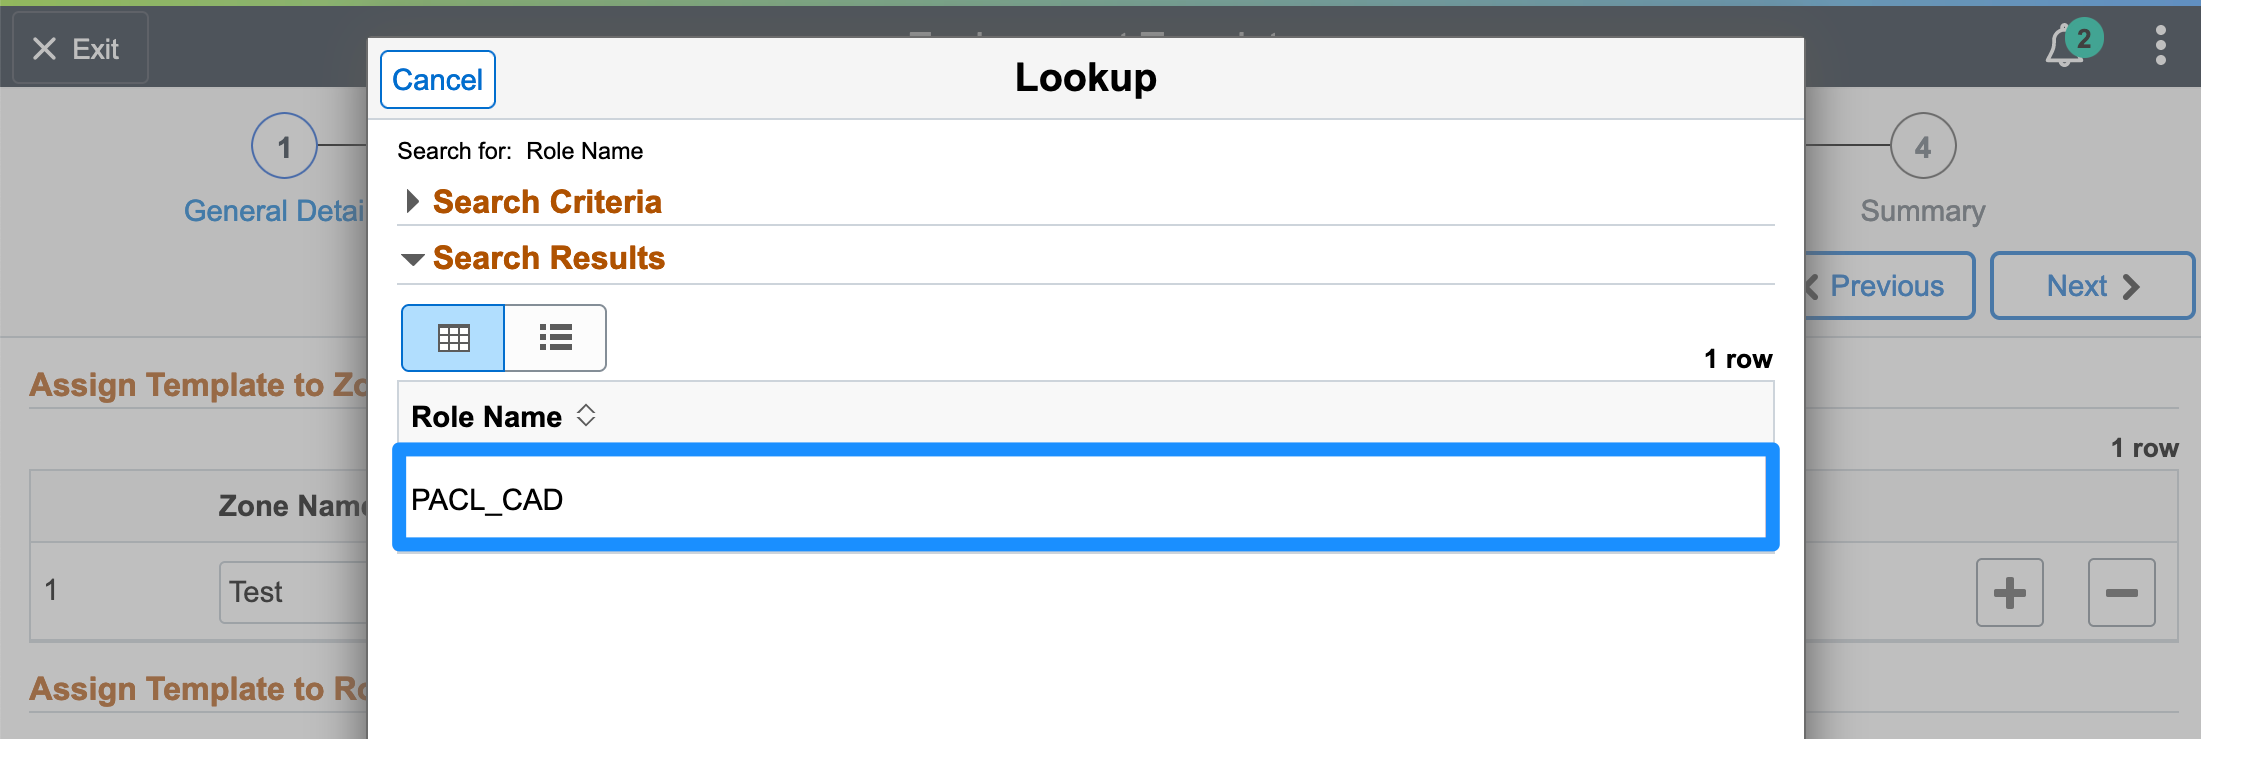 Exit
2
Cancel
Lookup
Search for: Role Name
1
4
General Detai
Summary
Search Criteria
Search Results
Previous
Next
1 row
Assign Template to Zo
Role Name
1 row
PACL_CAD
Zone Name
1
Test
Assign Template to Ro